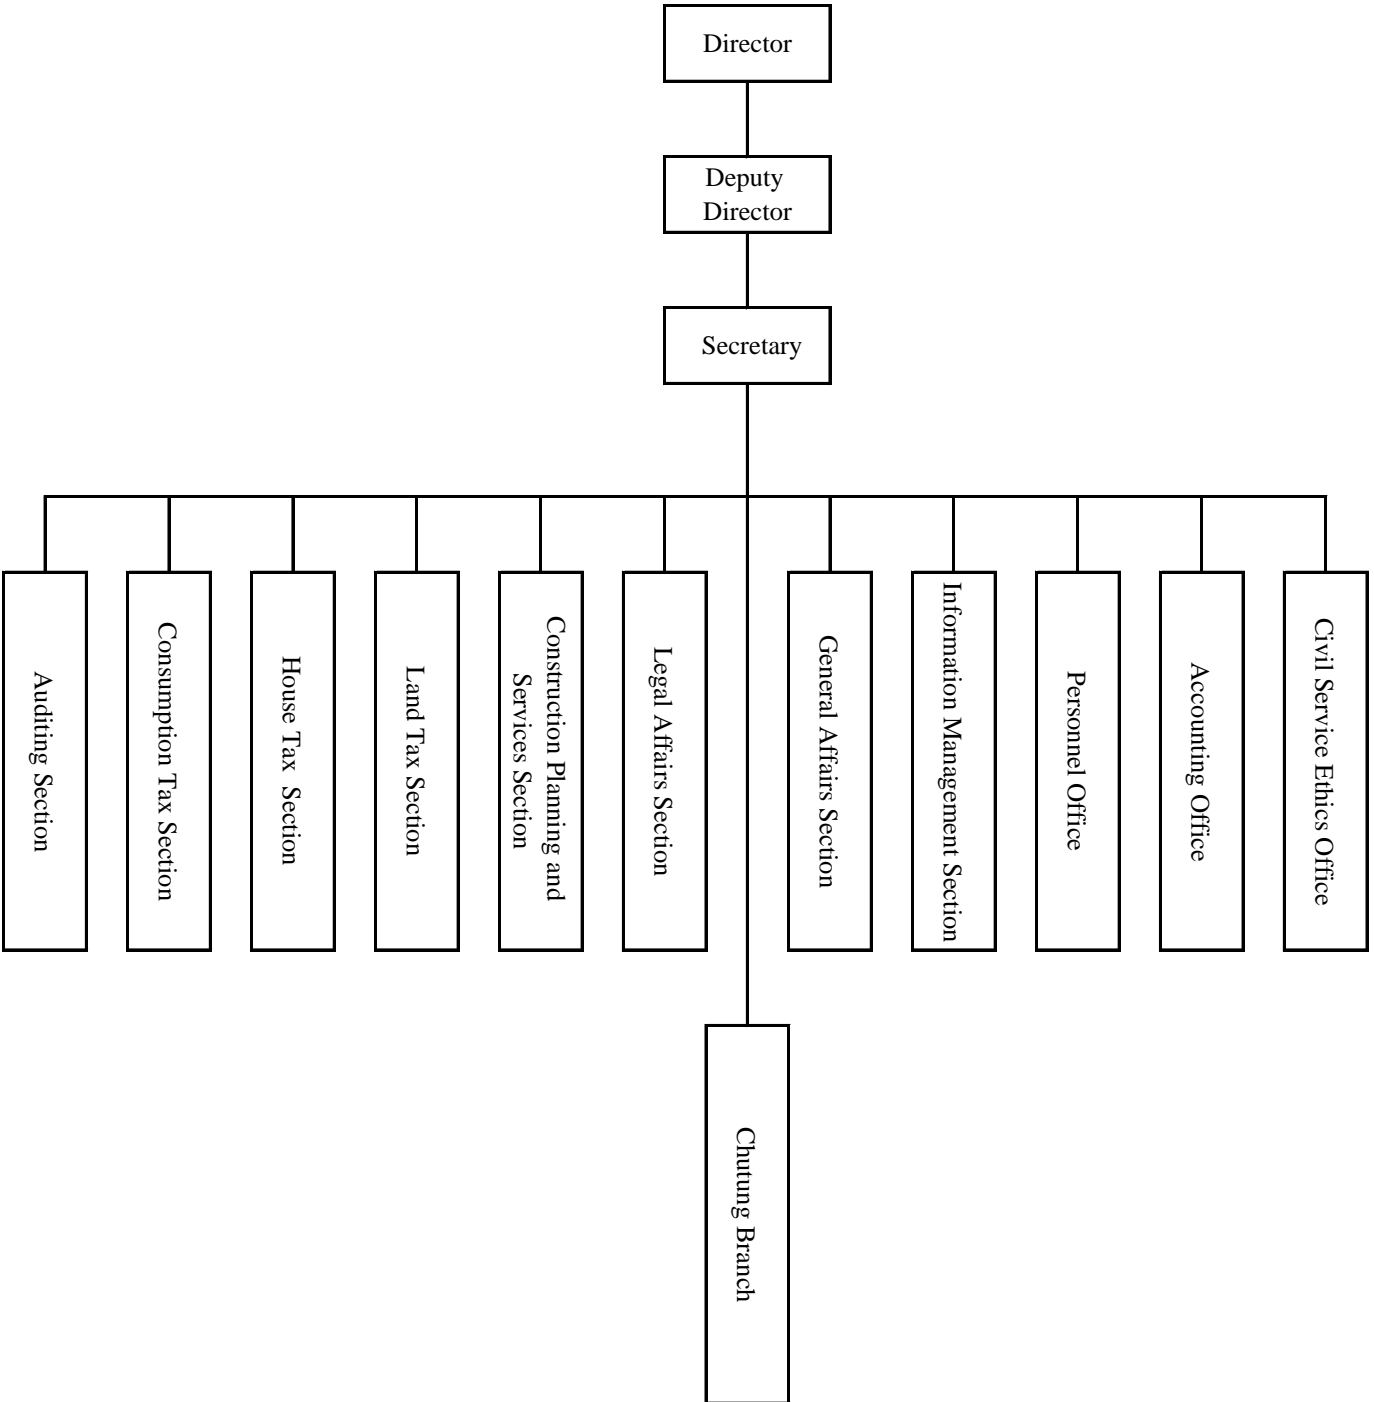 Director
Deputy
Director
Secretary
Auditing Section
Consumption Tax Section
House Tax Section
Land Tax Section
Construction Planning and
Services Section
Legal Affairs Section
General Affairs Section
Information Management Section
Personnel Office
Accounting Office
Civil Service Ethics Office
Chutung Branch